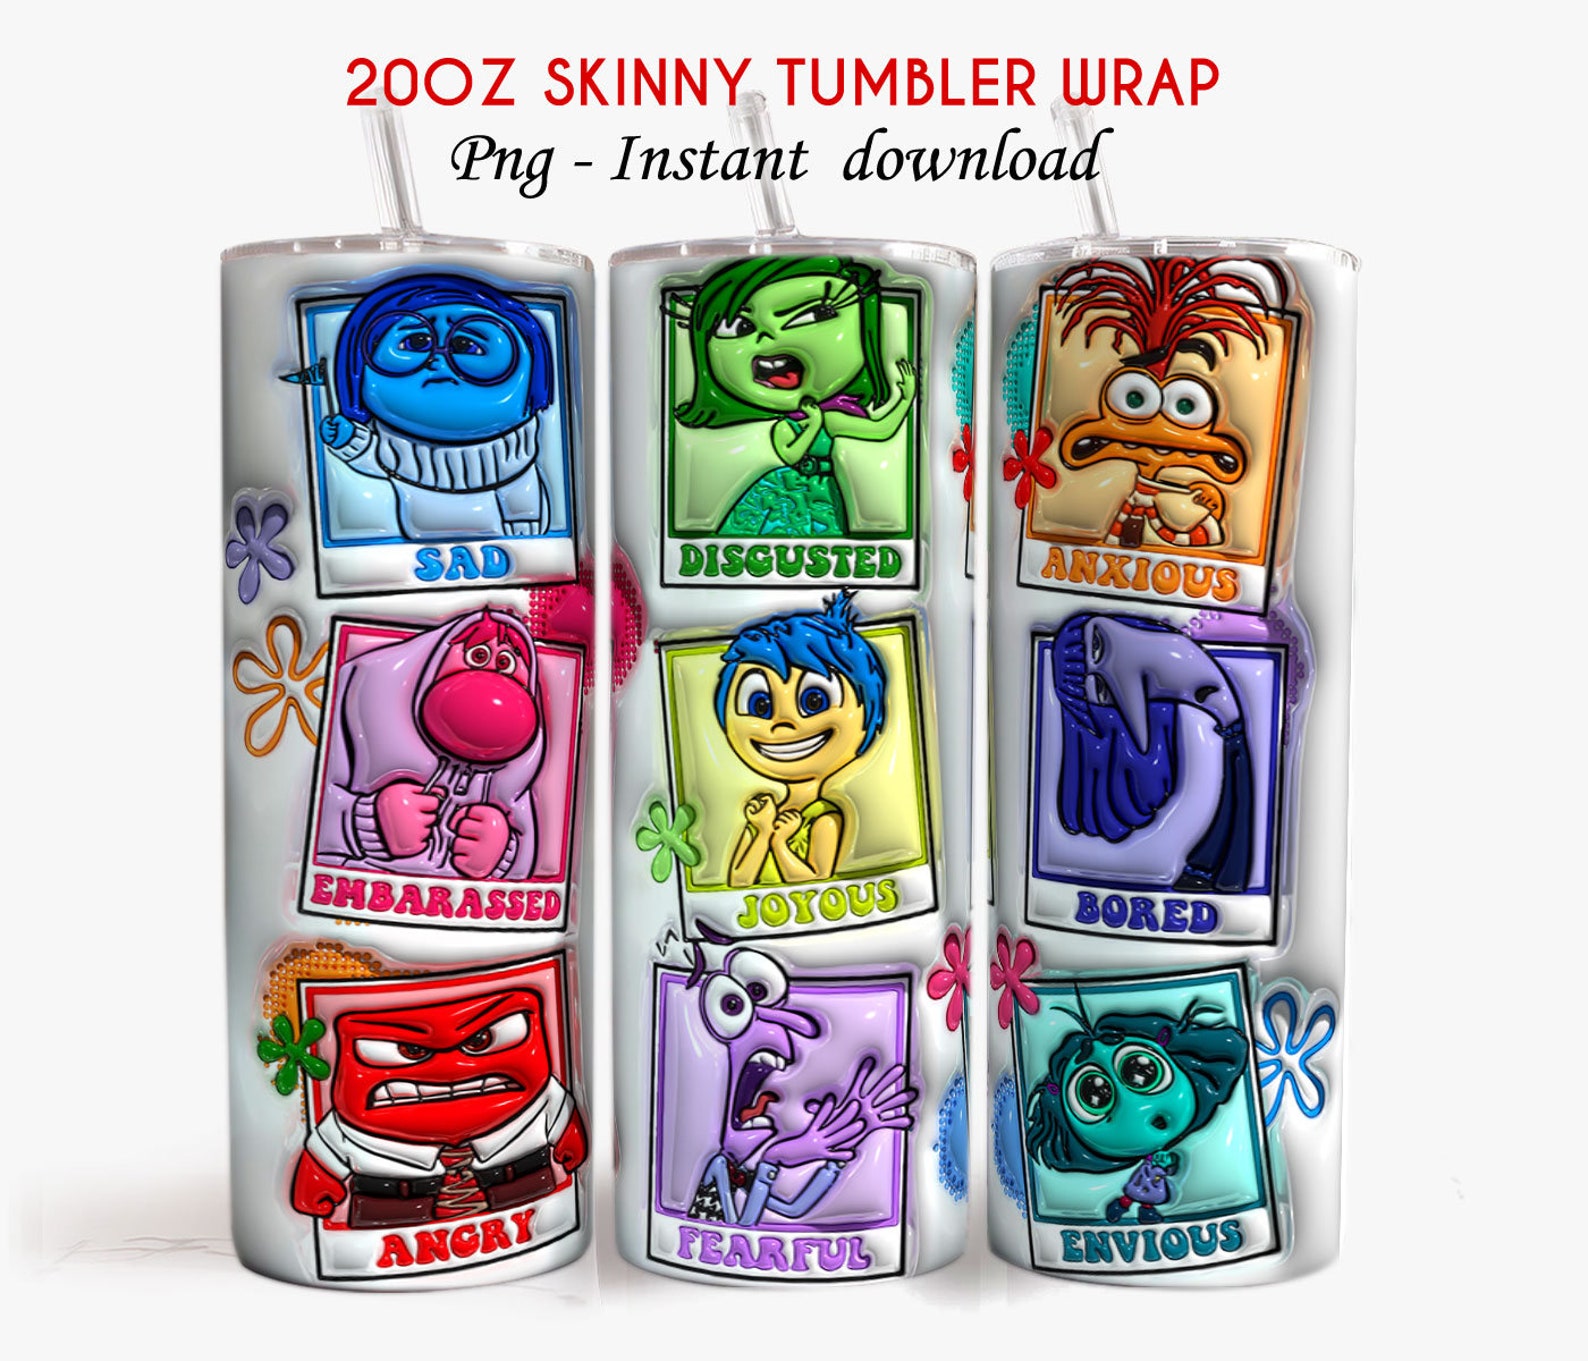 20OZ SKINNY TUMBLER WRAP
Png - Instant download
SAD
DISGUSTED
ANXIOUS
EMBARASSED
JOYOUS
BORED
ANGRY
FEARFUL
ENVIOUS